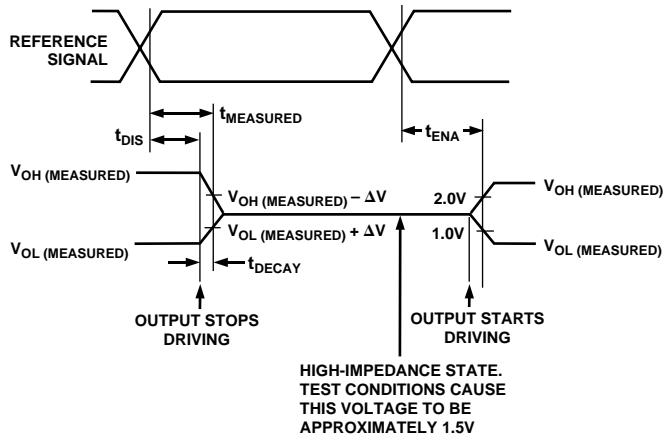 REFERENCE
SIGNAL
tMEASURED
tDIS
tENA
VOH (MEASURED)
VOH (MEASURED) – ΔV
2.0V
VOH (MEASURED)
VOL (MEASURED)
VOL (MEASURED) + ΔV
1.0V
VOL (MEASURED)
tDECAY
OUTPUT STOPS
DRIVING
OUTPUT STARTS
DRIVING
HIGH-IMPEDANCE STATE.
TEST CONDITIONS CAUSE
THIS VOLTAGE TO BE
APPROXIMATELY 1.5V